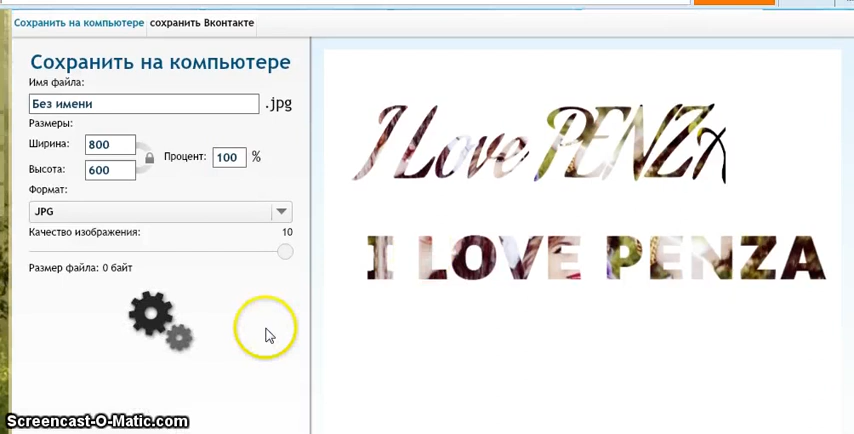 Сохранить на компьютере сохранить Вконтакте
Сохранить на компьютере
Имя файла:
Без имени .jpg
Размеры:
Ширина: 800
Процент: 100 %
Высота: 600
Формат:
JPG
Качество изображения: 10
Размер файла: 0 байт
I Love PENZA
I LOVE PENZA
Screencast-O-Matic.com